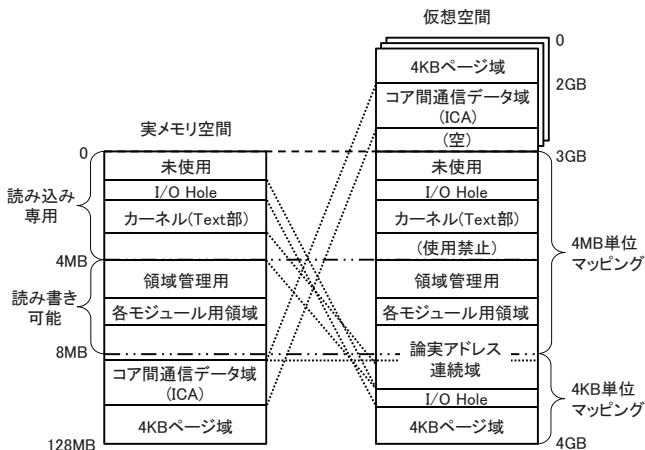 仮想空間
0
4KBページ域
2GB
コア間通信データ域
(ICA)
(空)
3GB
実メモリ空間
0
未使用
I/O Hole
カーネル(Text部)
読み込み
専用
4MB
領域管理用
各モジュール用領域
読み書き
可能
8MB
コア間通信データ域
(ICA)
4KBページ域
128MB
未使用
I/O Hole
カーネル(Text部)
(使用禁止)
4MB単位
マッピング
領域管理用
各モジュール用領域
論実アドレス
連続域
I/O Hole
4KB単位
マッピング
4KBページ域
4GB